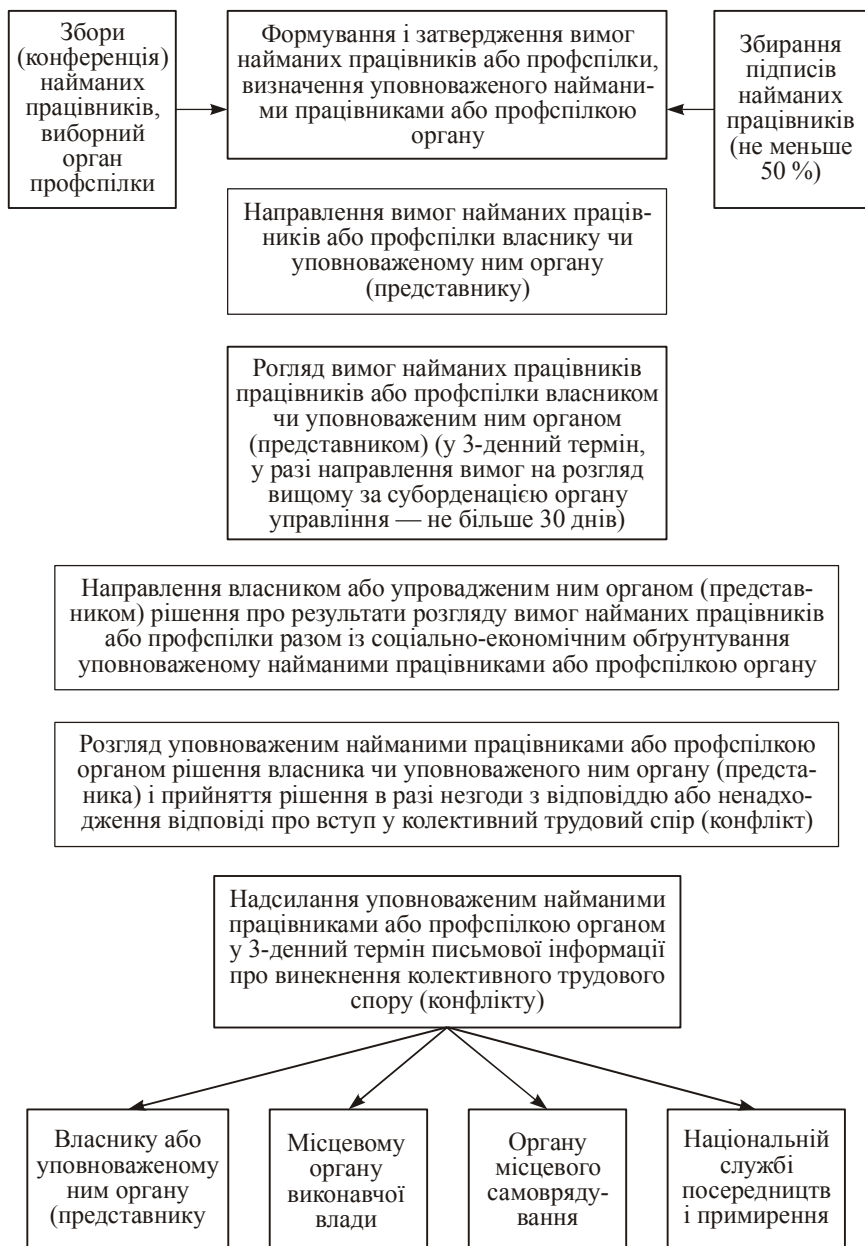 Збори
(конференція)
найманих
працівників,
виборний
орган
профспілки
Формування і затвердження вимог
найманих працівників або профспілки,
визначення уповноваженого наймани-
ми працівниками або профспілкою
органу
Збирання
підписів
найманих
працівників
(не меньше
50 %)
Направлення вимог найманих праців-
ників або профспілки власнику чи
уповноваженому ним органу
(представнику)
Рогляд вимог найманих працівників
працівників або профспілки власником
чи уповноваженим ним органом
(представником) (у 3-денний термін,
у разі направлення вимог на розгляд
вищому за суборденацією органу
управління — не більше 30 днів)
Направлення власником або упровадженим ним органом (представ-
ником) рішення про результати розгляду вимог найманих працівників
або профспілки разом із соціально-економічним обґрунтування
уповноваженому найманими працівниками або профспілкою органу
Розгляд уповноваженим найманими працівниками або профспілкою
органом рішення власника чи уповноваженого ним органу (предста-
ника) і прийняття рішення в разі незгоди з відповіддю або ненадхо-
дження відповіді про вступ у колективний трудовий спір (конфлікт)
Надсилання уповноваженим найманими
працівниками або профспілкою органом
у 3-денний термін письмової інформації
про винекнення колективного трудового
спору (конфлікту)
Власнику або
уповноваженому
ним органу
(представнику
Місцевому
органу
виконавчої
влади
Органу
місцевого
самовряду-
вання
Національній
службі
посередництв
і примирення